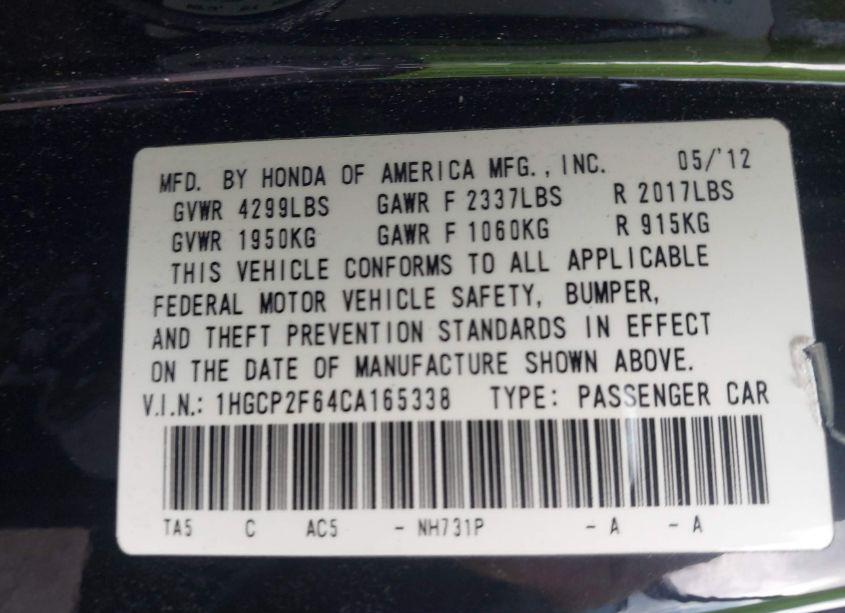 MFD. BY HONDA OF AMERICA MFG., INC. 05/'12
GVWR 4299LBS GAWR F 2337LBS R 2017LBS
GVWR 1950KG GAWR F 1060KG R 915KG
THIS VEHICLE CONFORMS TO ALL APPLICABLE
FEDERAL MOTOR VEHICLE SAFETY, BUMPER,
AND THEFT PREVENTION STANDARDS IN EFFECT
ON THE DATE OF MANUFACTURE SHOWN ABOVE.
V.I.N.: 1HGCP2F64CA165338 TYPE: PASSENGER CAR
TA5 C AC5 - NH731P - A - A